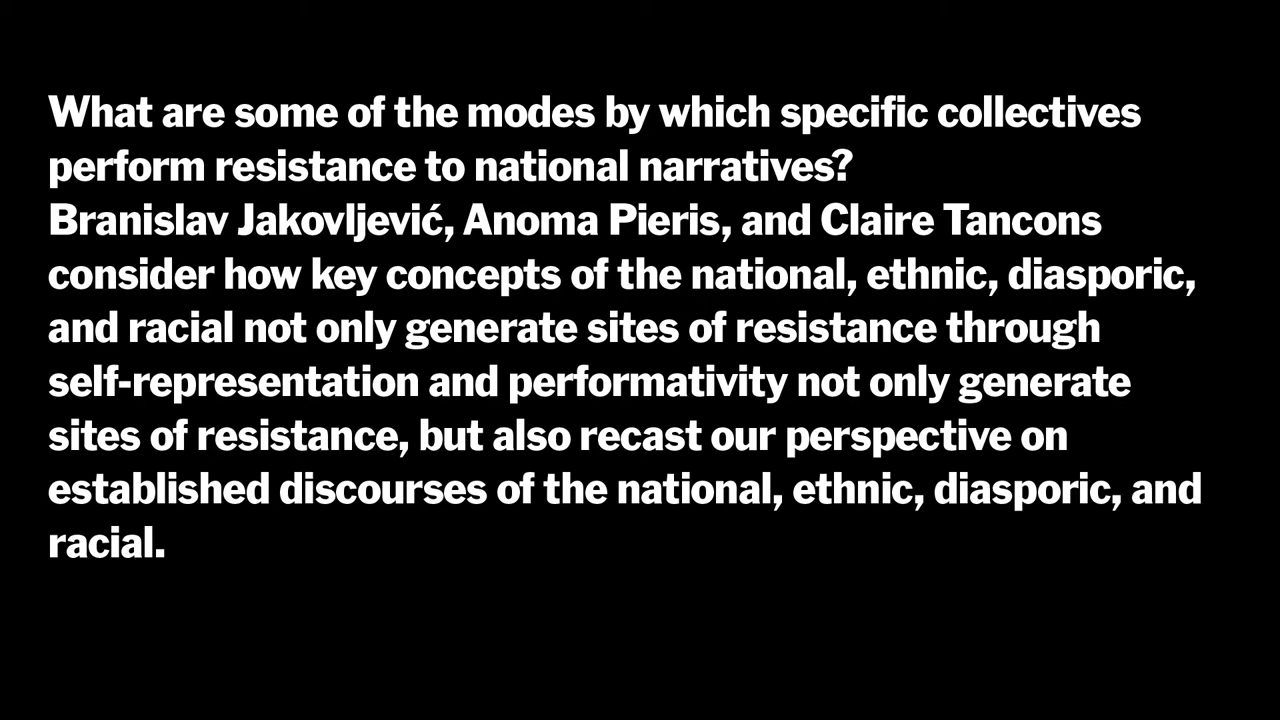 What are some of the modes by which specific collectives
perform resistance to national narratives?
Branislav Jakovljević, Anoma Pieris, and Claire Tancons
consider how key concepts of the national, ethnic, diasporic,
and racial not only generate sites of resistance through
self-representation and performativity not only generate
sites of resistance, but also recast our perspective on
established discourses of the national, ethnic, diasporic, and
racial.